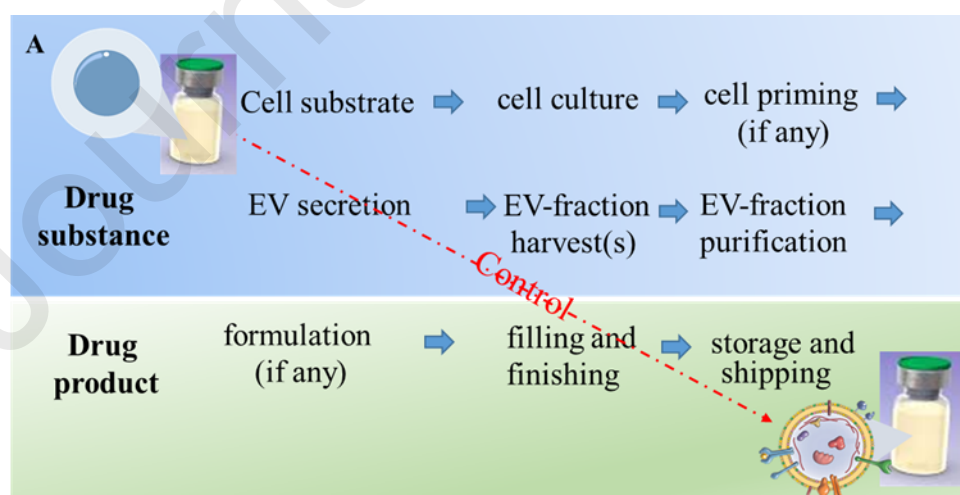 A
Cell substrate
cell culture
cell priming
(if any)
Drug
substance
EV secretion
EV-fraction
harvest(s)
EV-fraction
purification
Control
Drug
product
formulation
(if any)
filling and
finishing
storage and
shipping